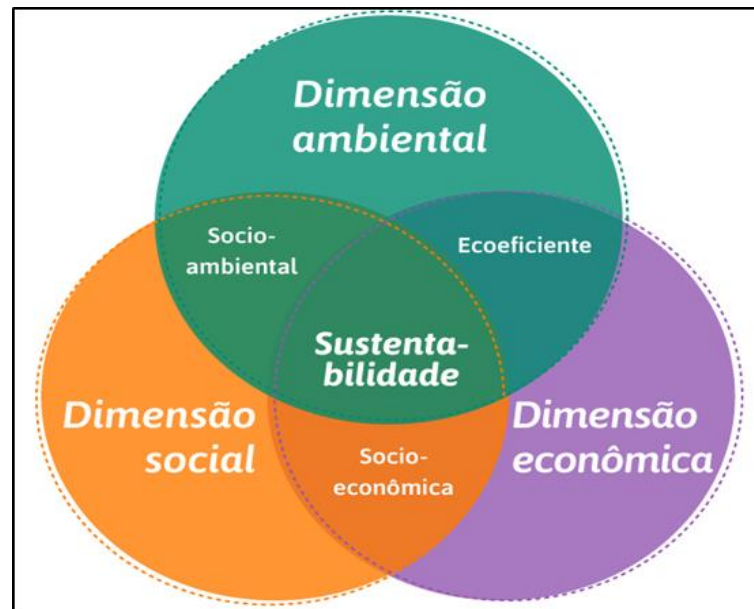 Dimensão
ambiental
Socio-
ambiental
Ecoeficiente
Sustenta-
bilidade
Dimensão
social
Socio-
econômica
Dimensão
econômica